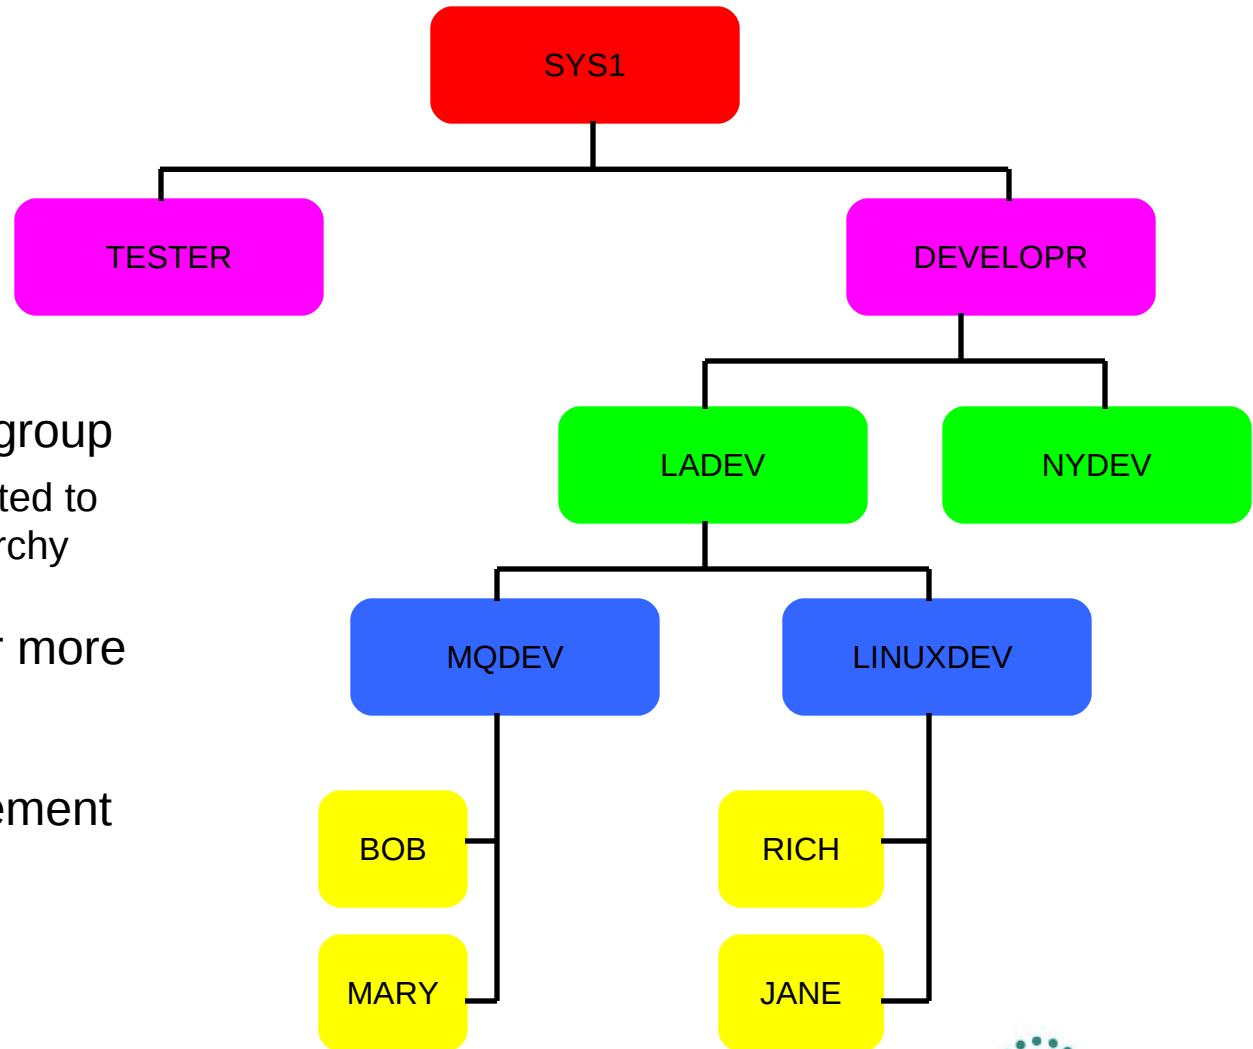 SYS1
TESTER
DEVELOPR
group
LADEV
NYDEV
ted to
rchy
r more
MQDEV
LINUXDEV
ement
BOB
RICH
MARY
JANE